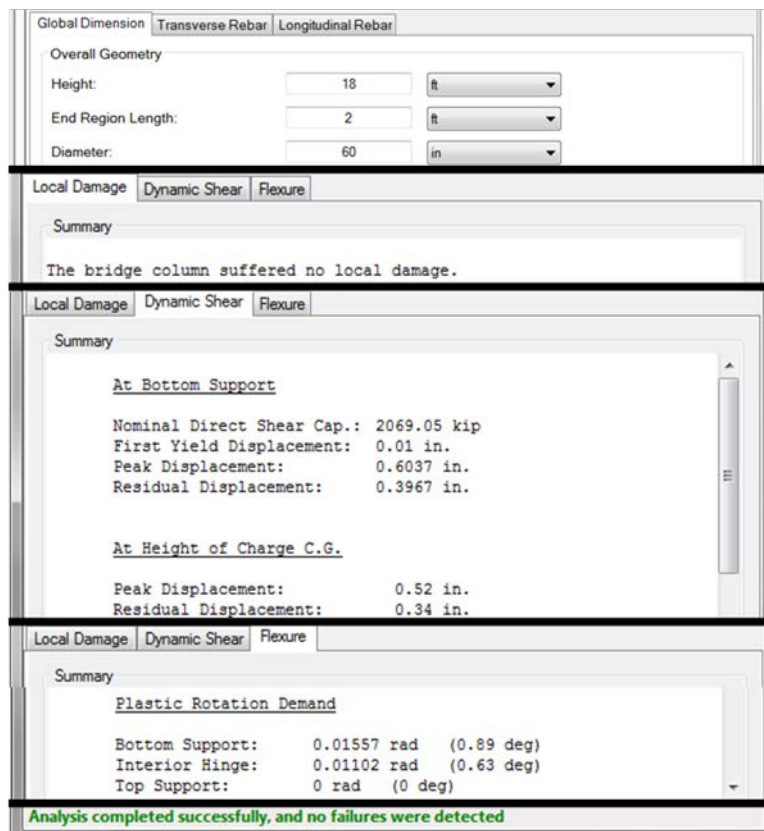 Global Dimension Transverse Rebar Longitudinal Rebar
Overall Geometry
Height: 18 ft
End Region Length: 2 ft
Diameter: 60 in
Local Damage Dynamic Shear Flexure
Summary
The bridge column suffered no local damage.
Local Damage Dynamic Shear Flexure
Summary
At Bottom Support
Nominal Direct Shear Cap.: 2069.05 kip
First Yield Displacement: 0.01 in.
Peak Displacement: 0.6037 in.
Residual Displacement: 0.3967 in.
At Height of Charge C.G.
Peak Displacement: 0.52 in.
Residual Displacement: 0.34 in.
Local Damage Dynamic Shear Flexure
Summary
Plastic Rotation Demand
Bottom Support: 0.01557 rad (0.89 deg)
Interior Hinge: 0.01102 rad (0.63 deg)
Top Support: 0 rad (0 deg)
Analysis completed successfully, and no failures were detected